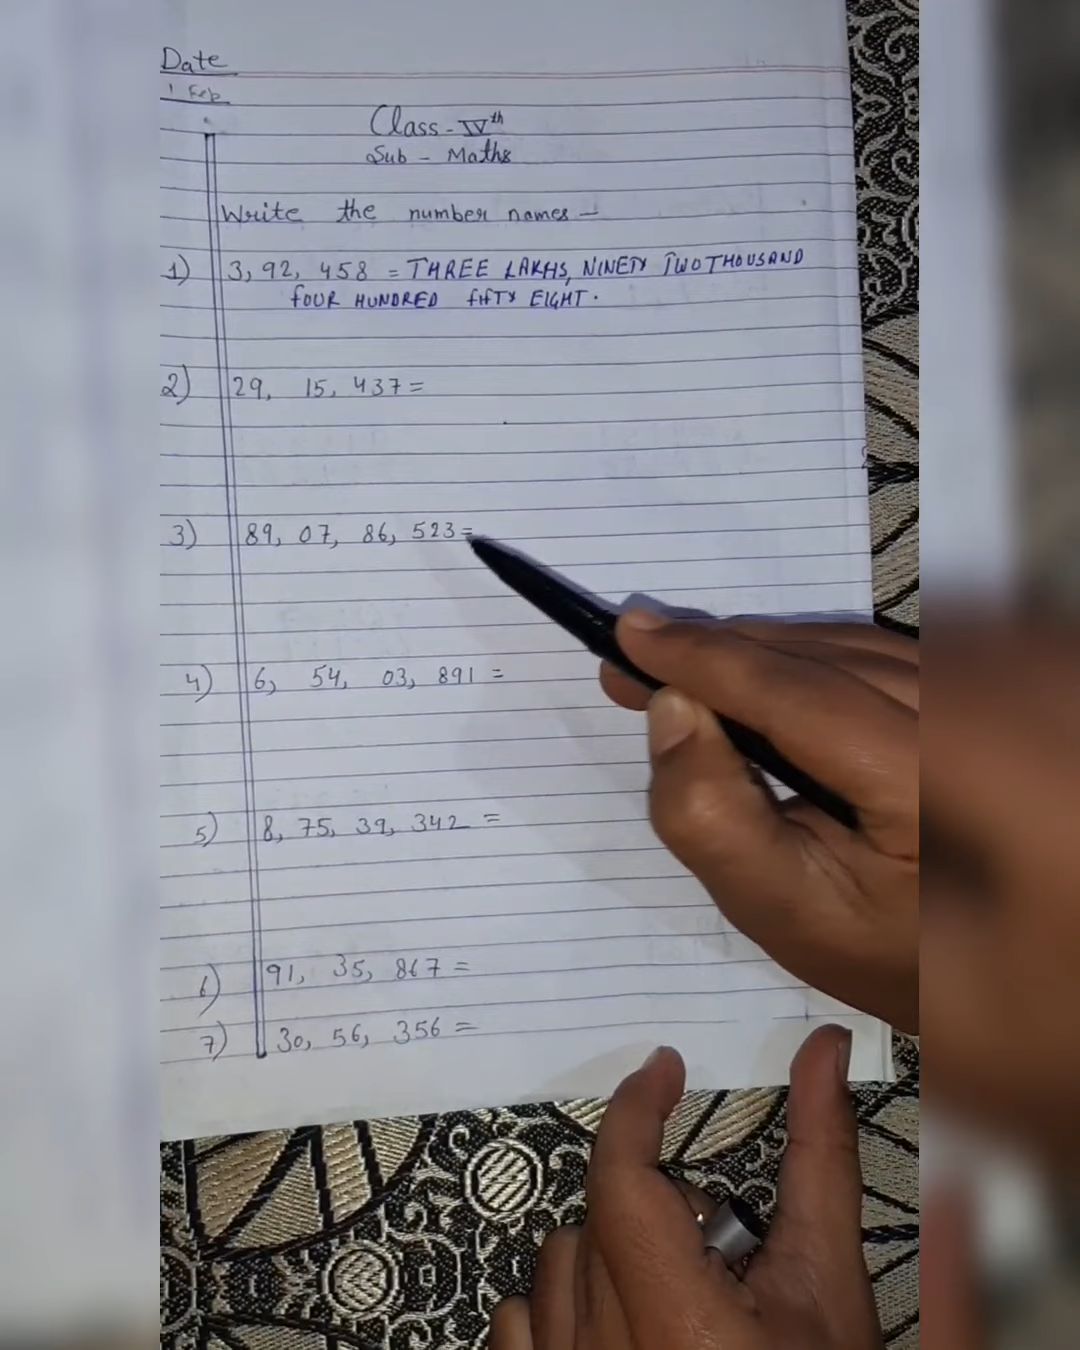 Date
1 Feb
Class - IVth
Sub - Maths
Write the number names -
1) 3, 92, 458 = THREE LAKHS, NINETY TWO THOUSAND
FOUR HUNDRED FIFTY EIGHT.
2) 29, 15, 437 =
3) 89, 07, 86, 523 =
4) 6, 54, 03, 891 =
5) 8, 75, 39, 342 =
6) 91, 35, 867 =
7) 30, 56, 356 =